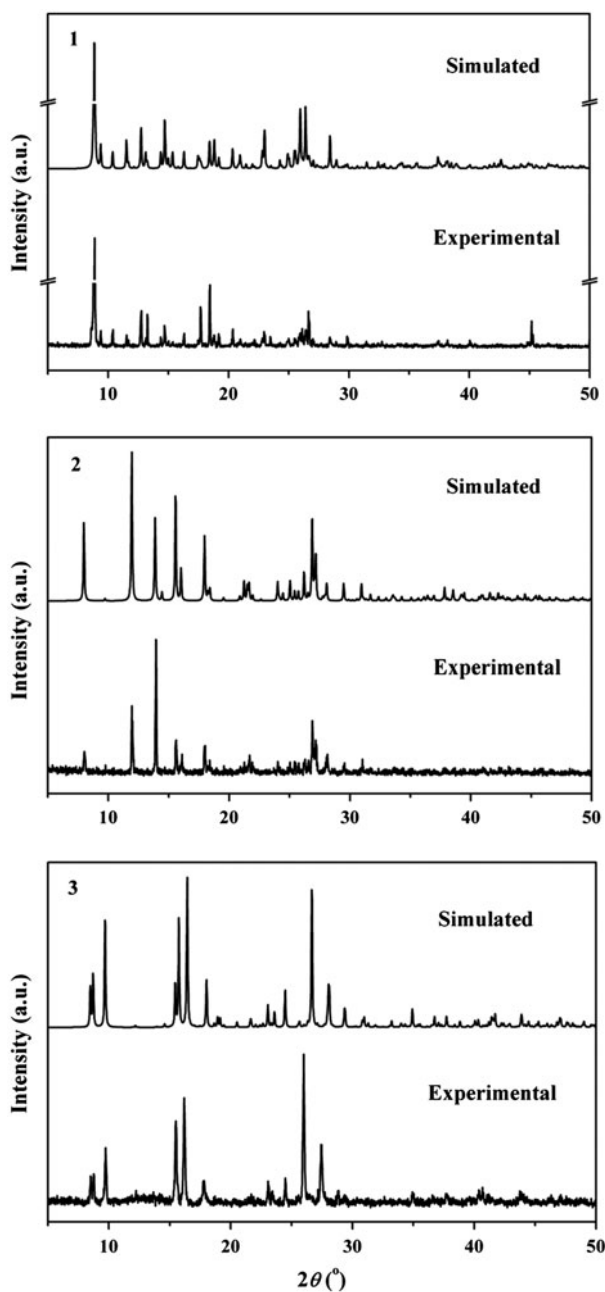 1
Simulated
Experimental
Intensity (a.u.)
10 20 30 40 50
2
Simulated
Experimental
Intensity (a.u.)
10 20 30 40 50
3
Simulated
Experimental
Intensity (a.u.)
10 20 30 40 50
2θ (°)